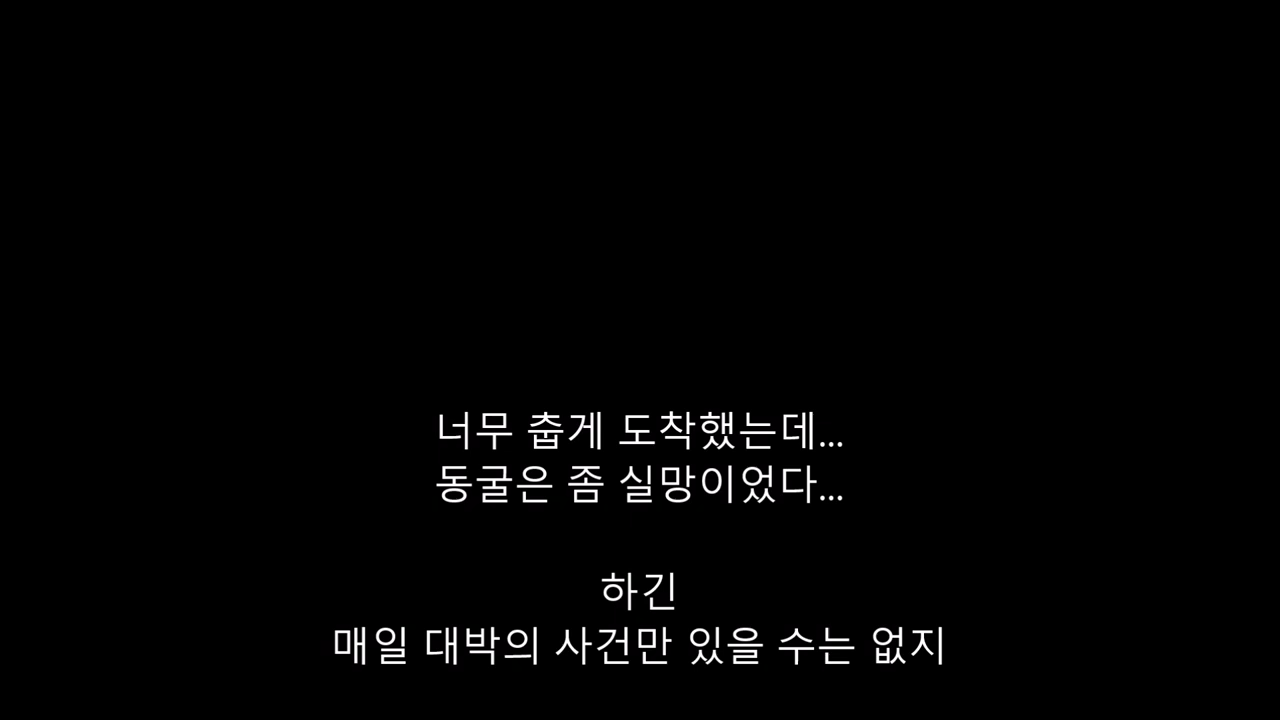 너무 춥게 도착했는데...
동굴은 좀 실망이었다...
하긴
매일 대박의 사건만 있을 수는 없지